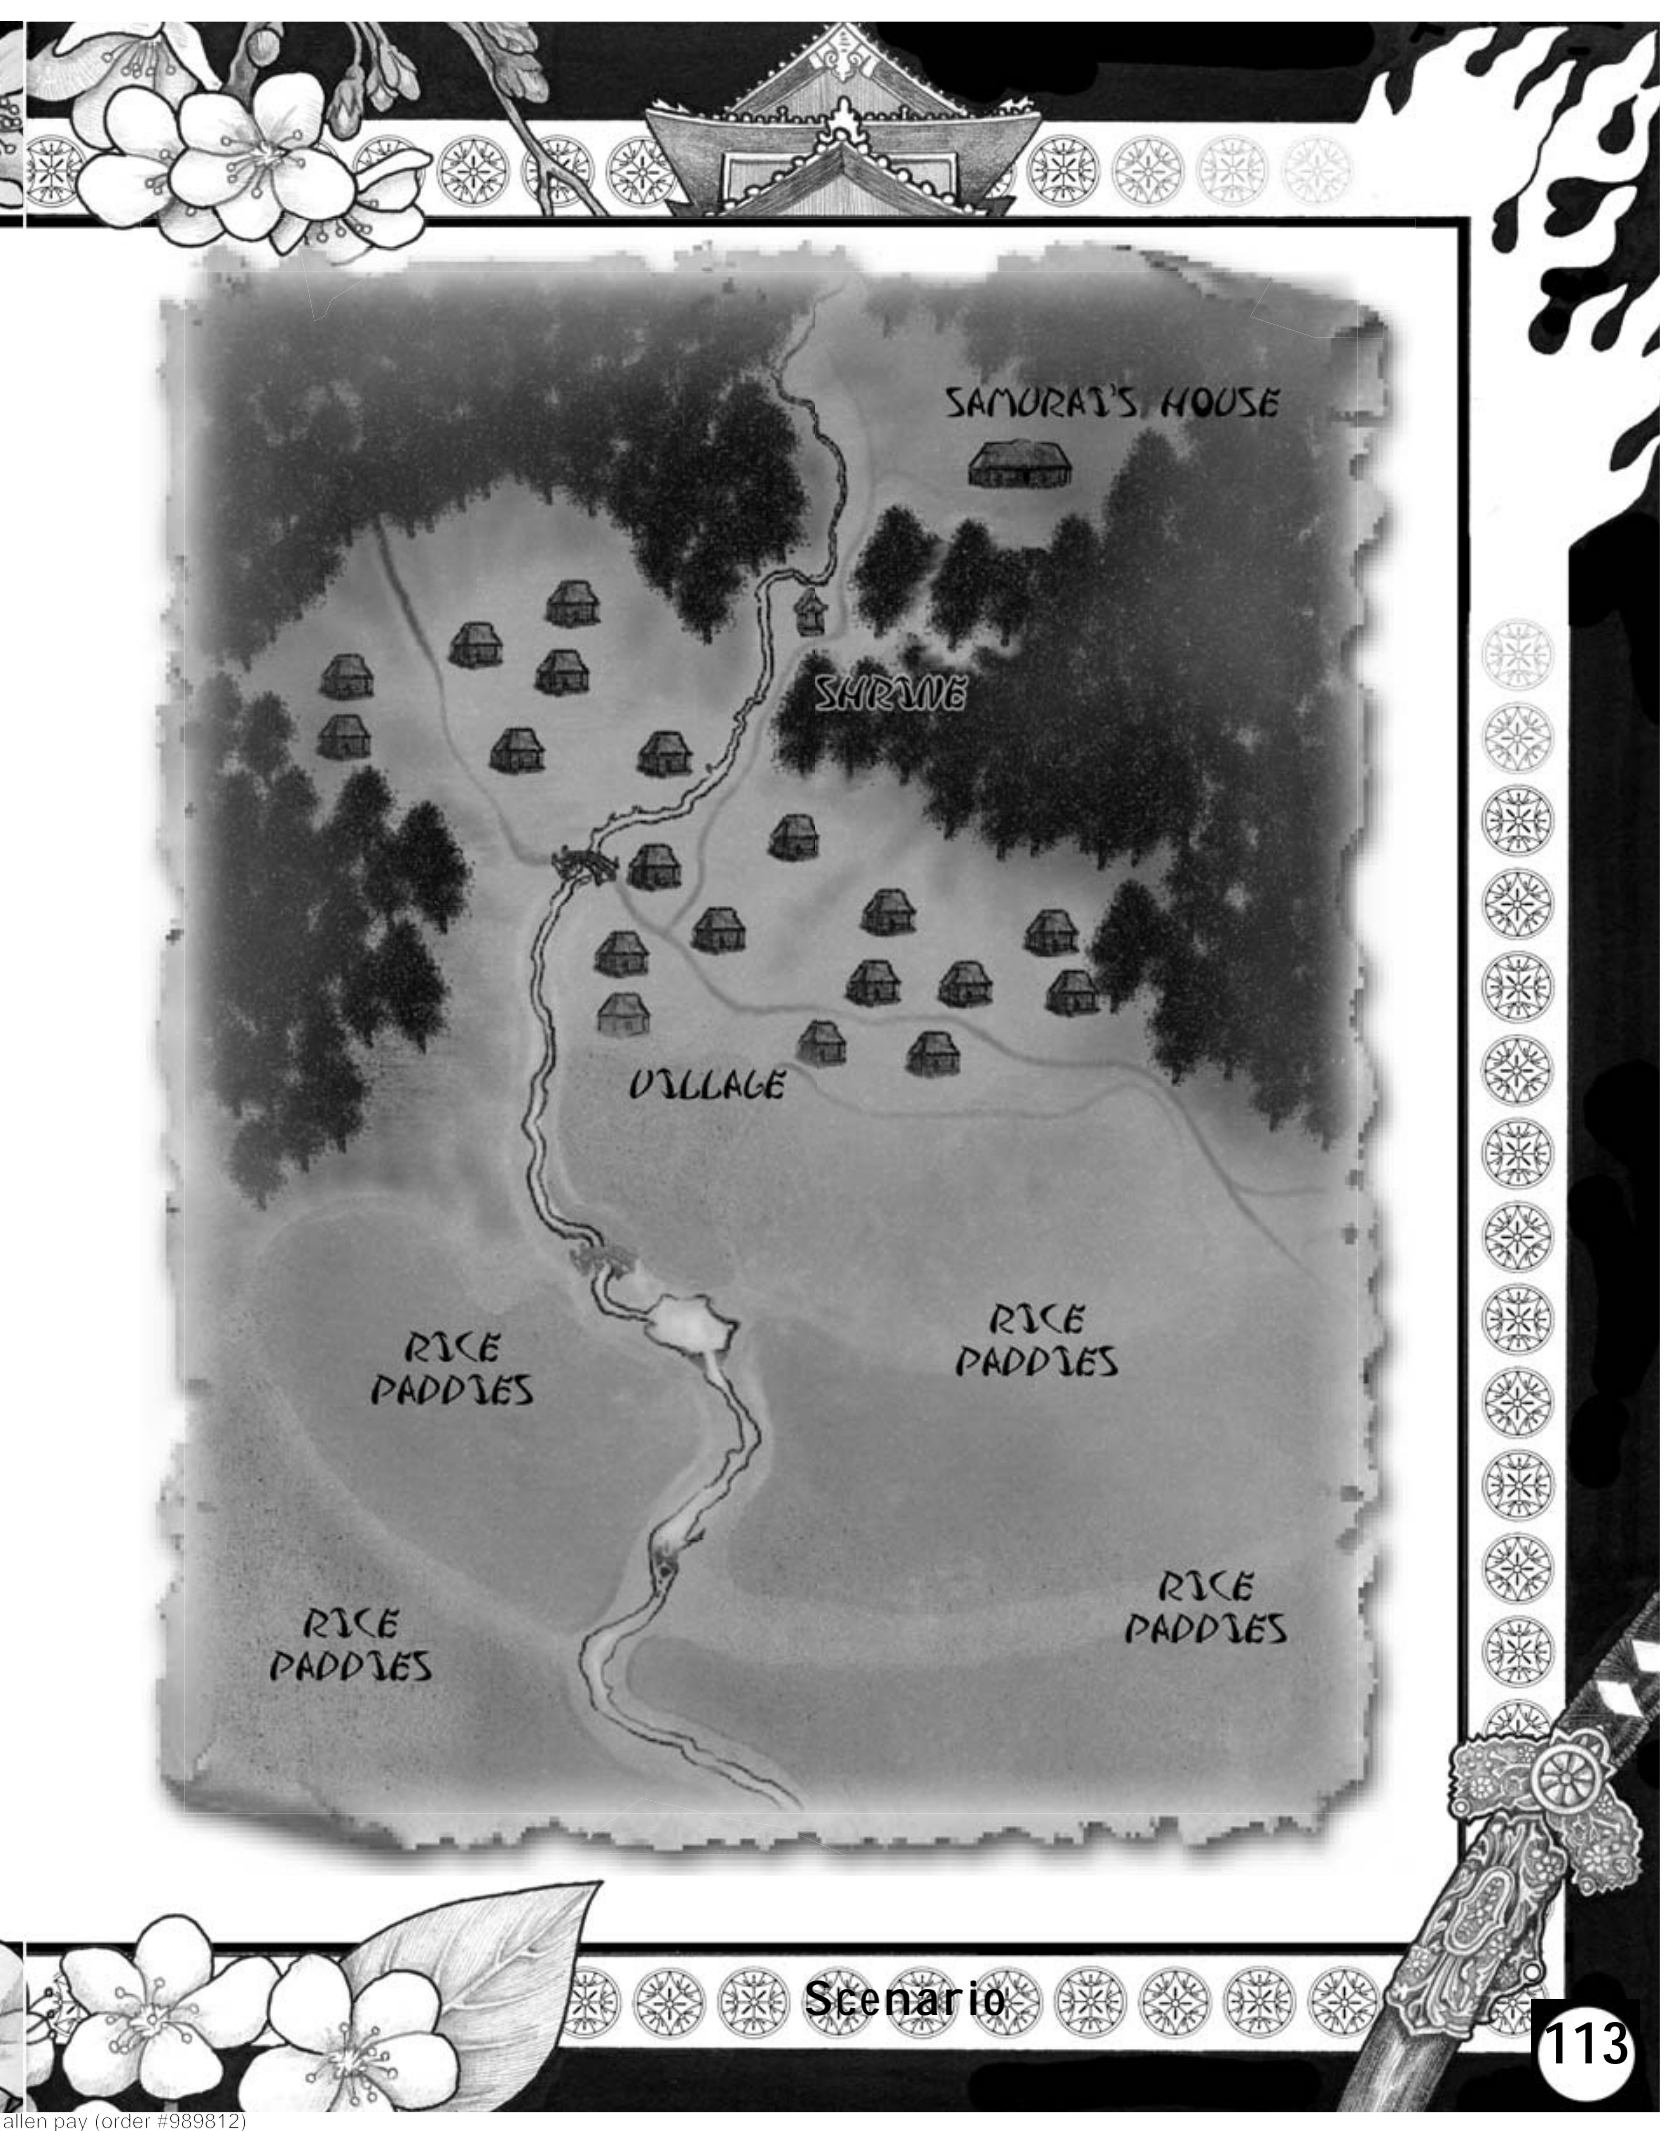 SAMURAI'S HOUSE
SHRINE
VILLAGE
RICE
PADDIES
RICE
PADDIES
RICE
PADDIES
RICE
PADDIES
Scenario
113
allen pay (order #989812)